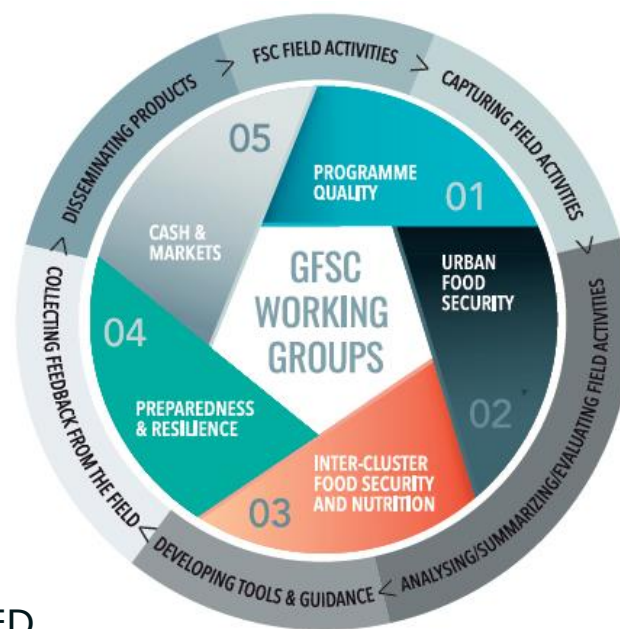 FSC FIELD ACTIVITIES
>
CAPTURING FIELD ACTIVITIES
>
ANALYSING/SUMMARIZING/EVALUATING FIELD ACTIVITIES
>
DEVELOPING TOOLS & GUIDANCE
>
COLLECTING FEEDBACK FROM THE FIELD
>
DISSEMINATING PRODUCTS
>
GFSC
WORKING
GROUPS
PROGRAMME
QUALITY
01
URBAN
FOOD
SECURITY
02
INTER-CLUSTER
FOOD SECURITY
AND NUTRITION
03
PREPAREDNESS
& RESILIENCE
04
CASH &
MARKETS
05